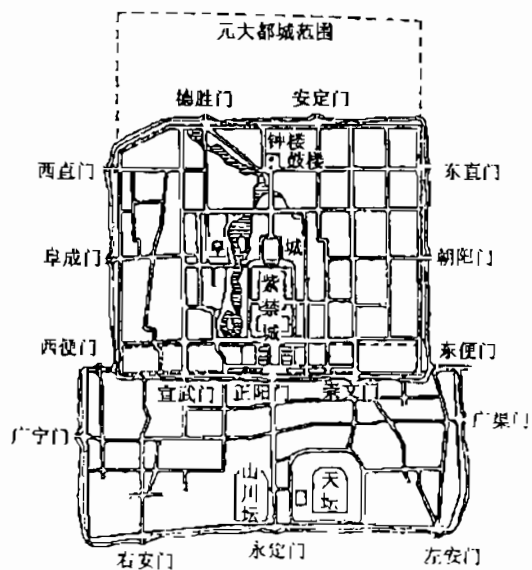 元大都城范围
德胜门
安定门
钟楼
鼓楼
西直门
东直门
城
阜成门
朝阳门
紫禁城
西便门
东便门
宣武门
正阳门
崇文门
广宁门
广渠门
山川坛
天坛
右安门
永定门
左安门